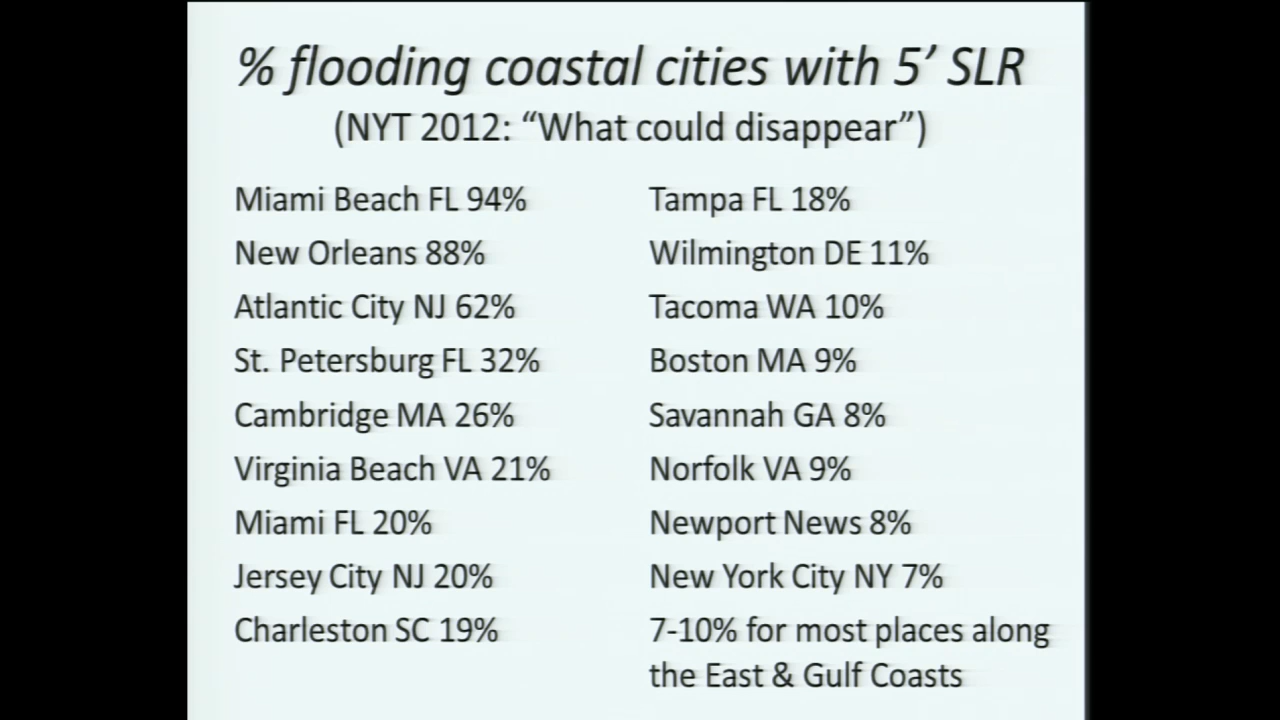 % flooding coastal cities with 5’ SLR
(NYT 2012: “What could disappear”)
Miami Beach FL 94%
New Orleans 88%
Atlantic City NJ 62%
St. Petersburg FL 32%
Cambridge MA 26%
Virginia Beach VA 21%
Miami FL 20%
Jersey City NJ 20%
Charleston SC 19%
Tampa FL 18%
Wilmington DE 11%
Tacoma WA 10%
Boston MA 9%
Savannah GA 8%
Norfolk VA 9%
Newport News 8%
New York City NY 7%
7-10% for most places along
the East & Gulf Coasts